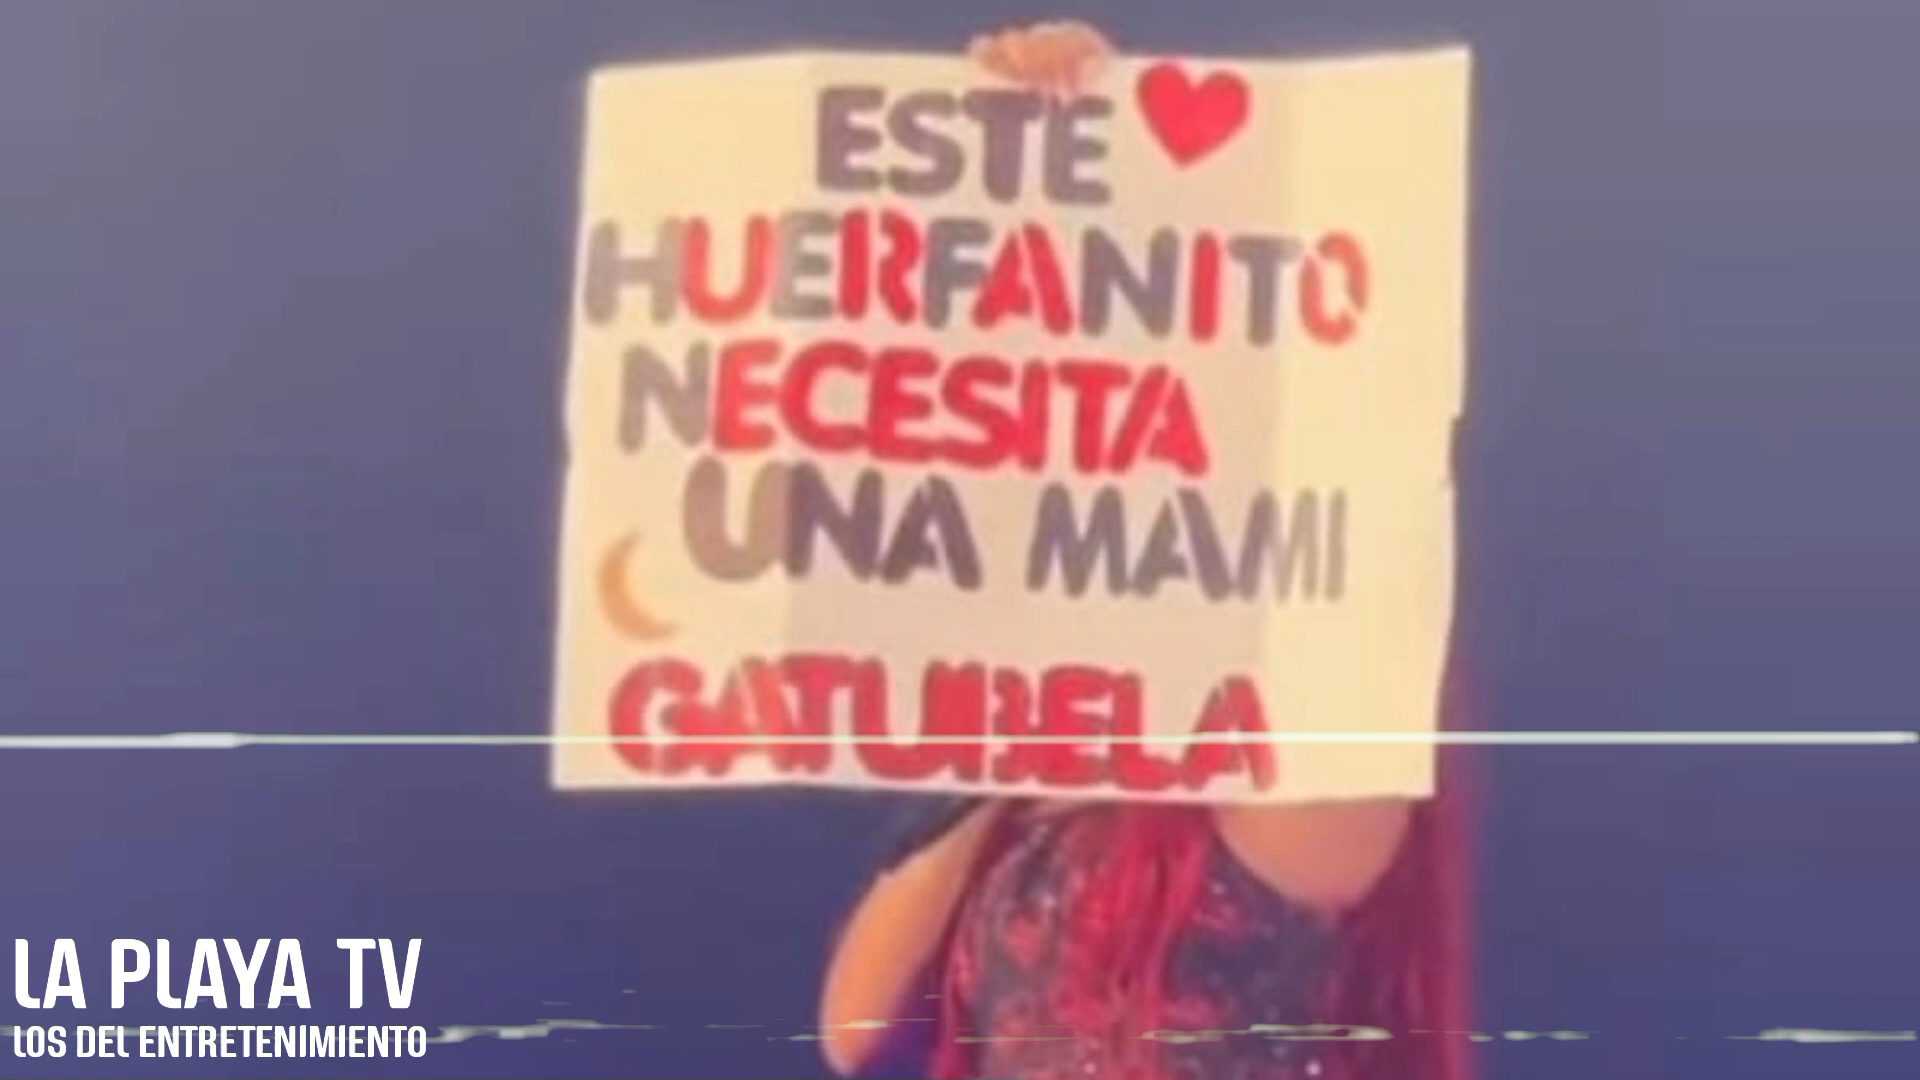 ESTE
HUERFANITO
NECESITA
UNA MAMI
GATUBELA
LA PLAYA TV
LOS DEL ENTRETENIMIENTO